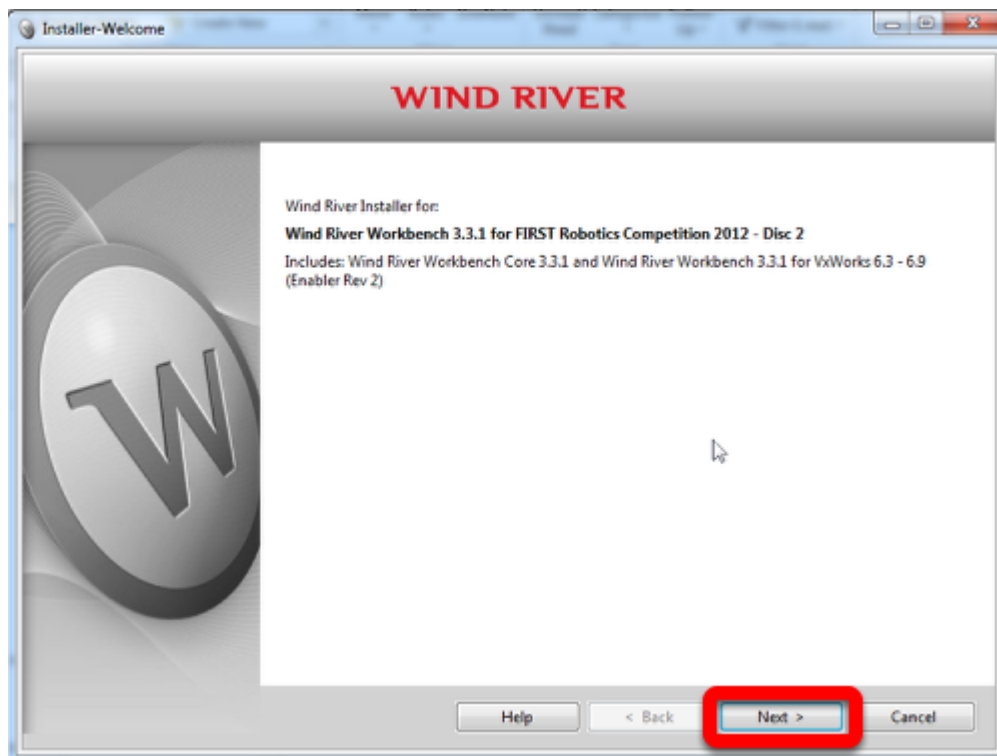 Installer-Welcome
WIND RIVER
Wind River Installer for:
Wind River Workbench 3.3.1 for FIRST Robotics Competition 2012 - Disc 2
Includes: Wind River Workbench Core 3.3.1 and Wind River Workbench 3.3.1 for VxWorks 6.3 - 6.9
(Enabler Rev 2)
W
Help
< Back
Next >
Cancel